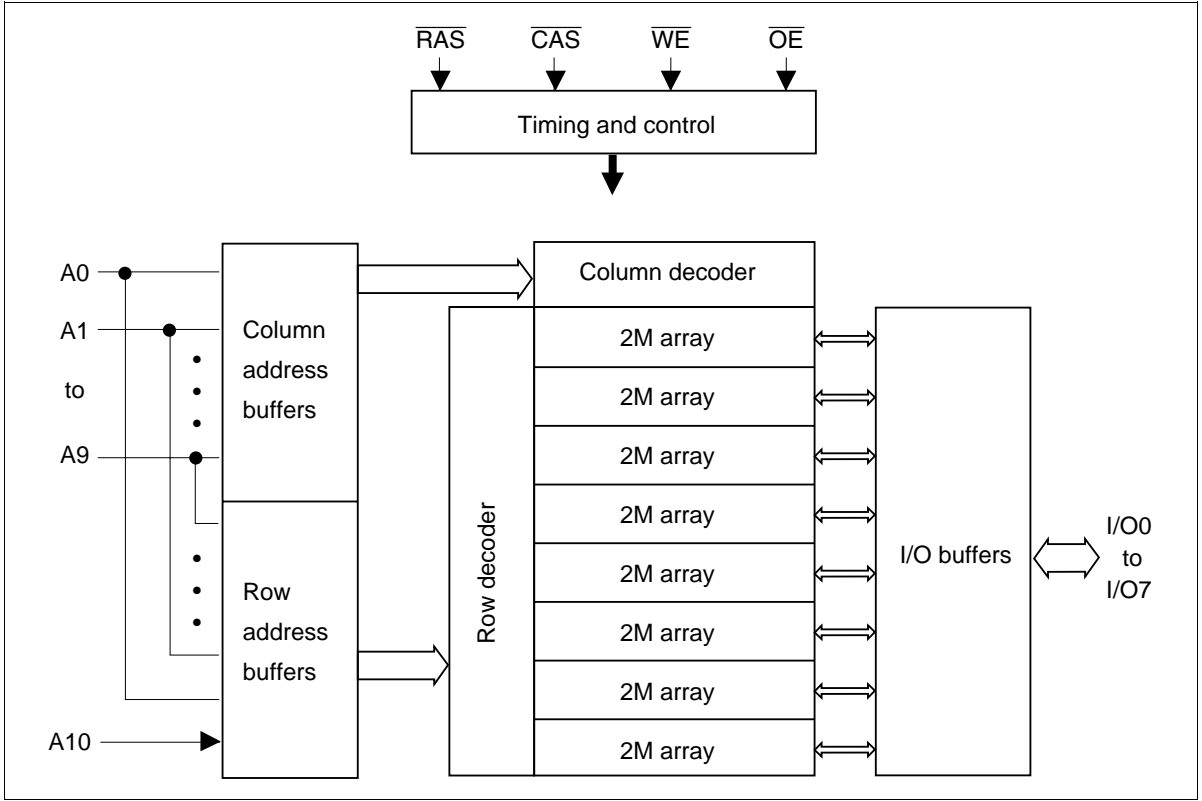 RAS CAS WE OE
Timing and control
A0
A1
to
A9
A10
Column
address
buffers
Row
address
buffers
Column decoder
Row decoder
2M array
2M array
2M array
2M array
2M array
2M array
2M array
2M array
I/O buffers
I/O0
to
I/O7